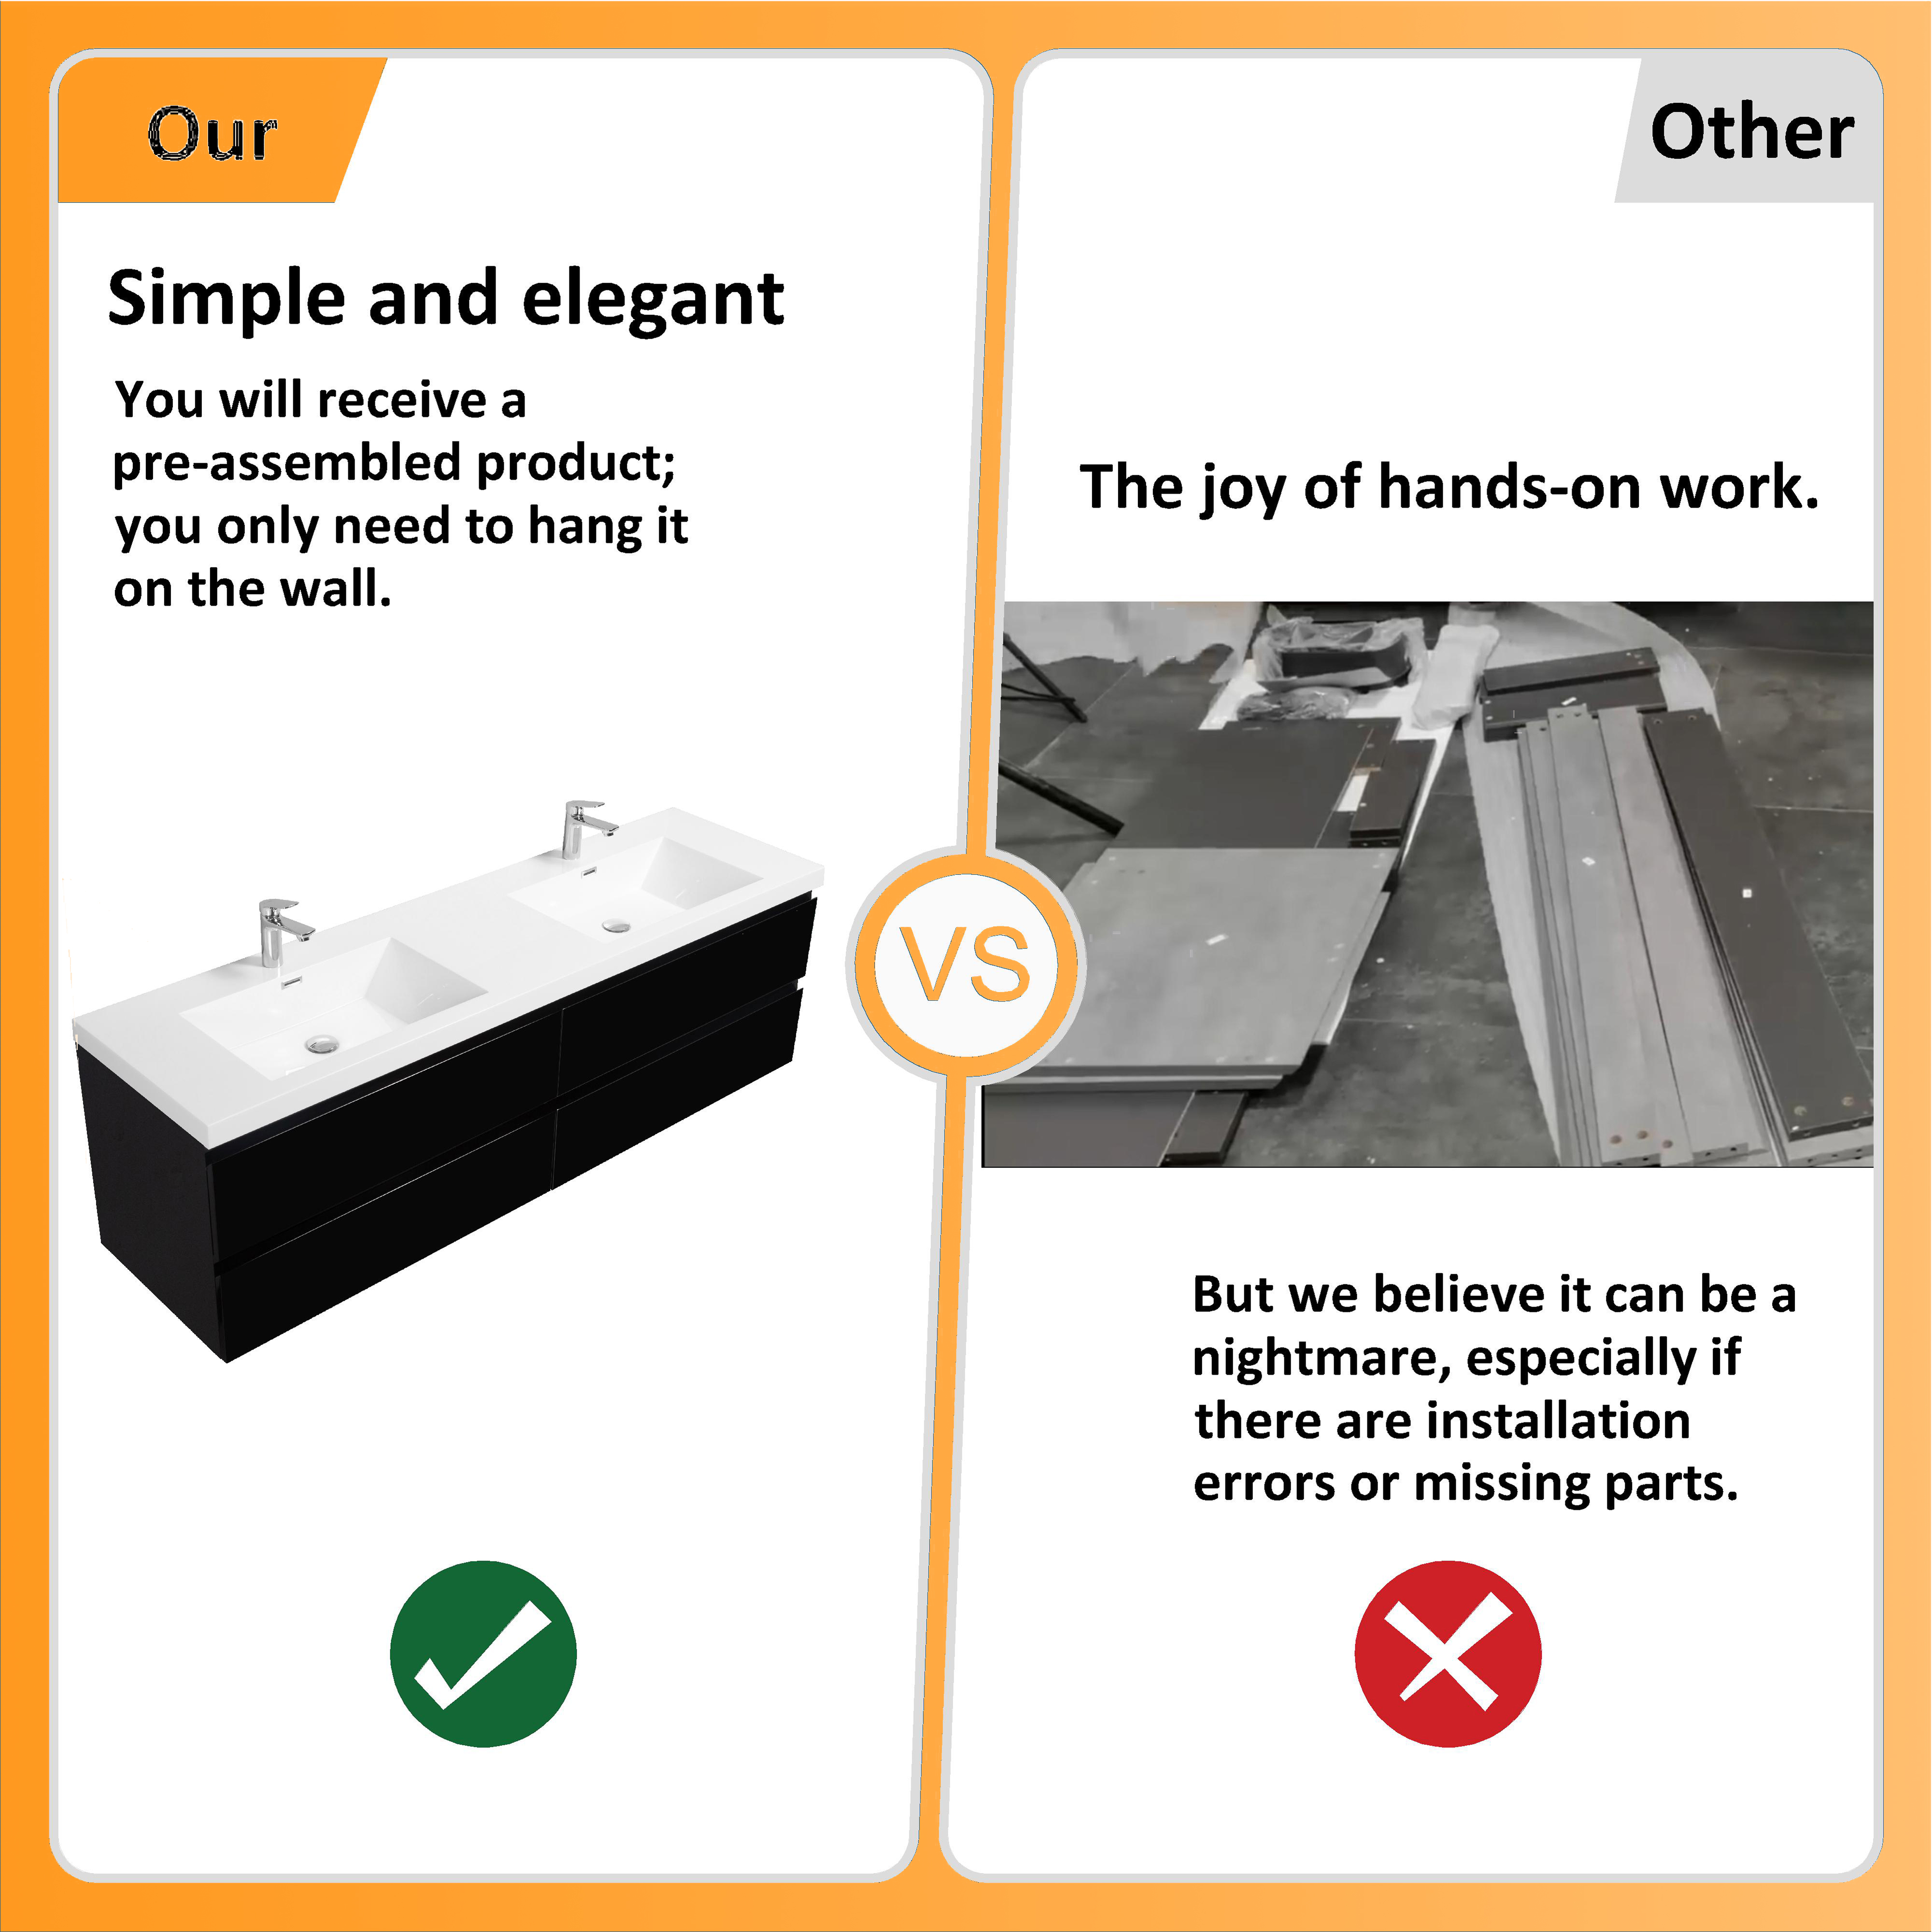 Our
Simple and elegant
You will receive a
pre-assembled product;
you only need to hang it
on the wall.
VS
Other
The joy of hands-on work.
But we believe it can be a
nightmare, especially if
there are installation
errors or missing parts.